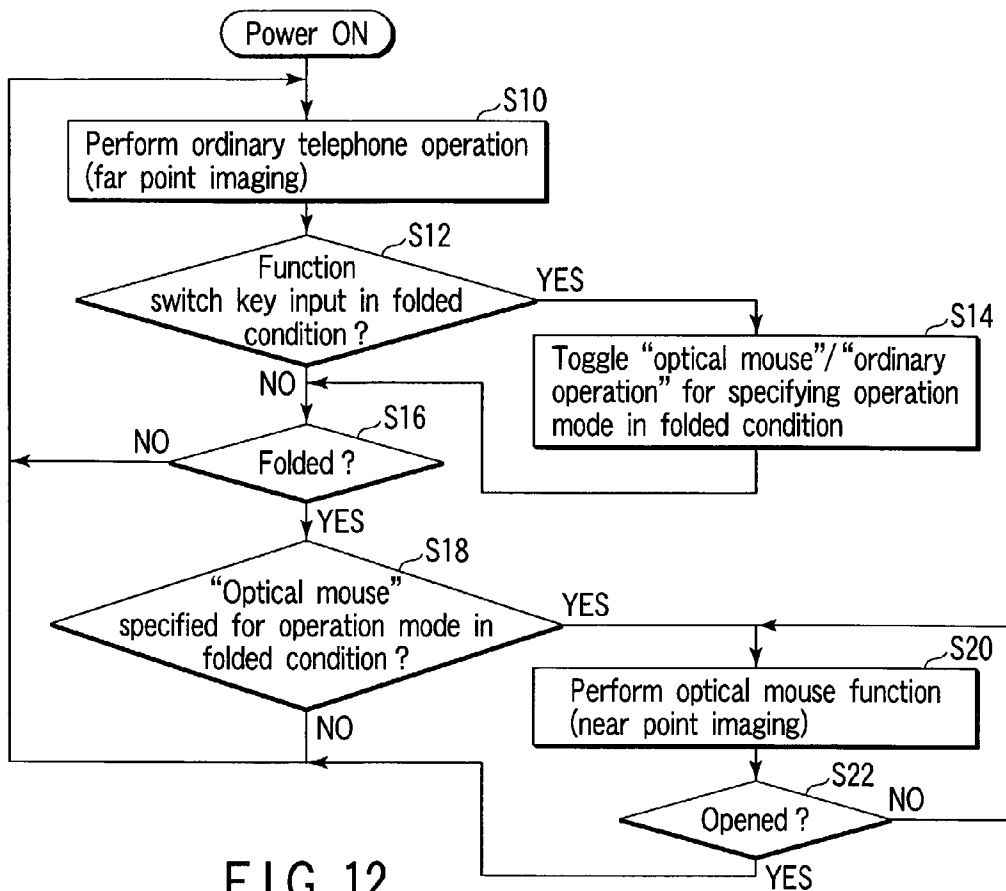 Power ON
S10
Perform ordinary telephone operation
(far point imaging)
S12
Function
switch key input in folded
condition ?
YES
NO
S14
Toggle “optical mouse”/“ordinary
operation” for specifying operation
mode in folded condition
S16
Folded ?
NO
YES
S18
“Optical mouse”
specified for operation mode in
folded condition ?
YES
NO
S20
Perform optical mouse function
(near point imaging)
S22
Opened ?
NO
YES
FIG. 12